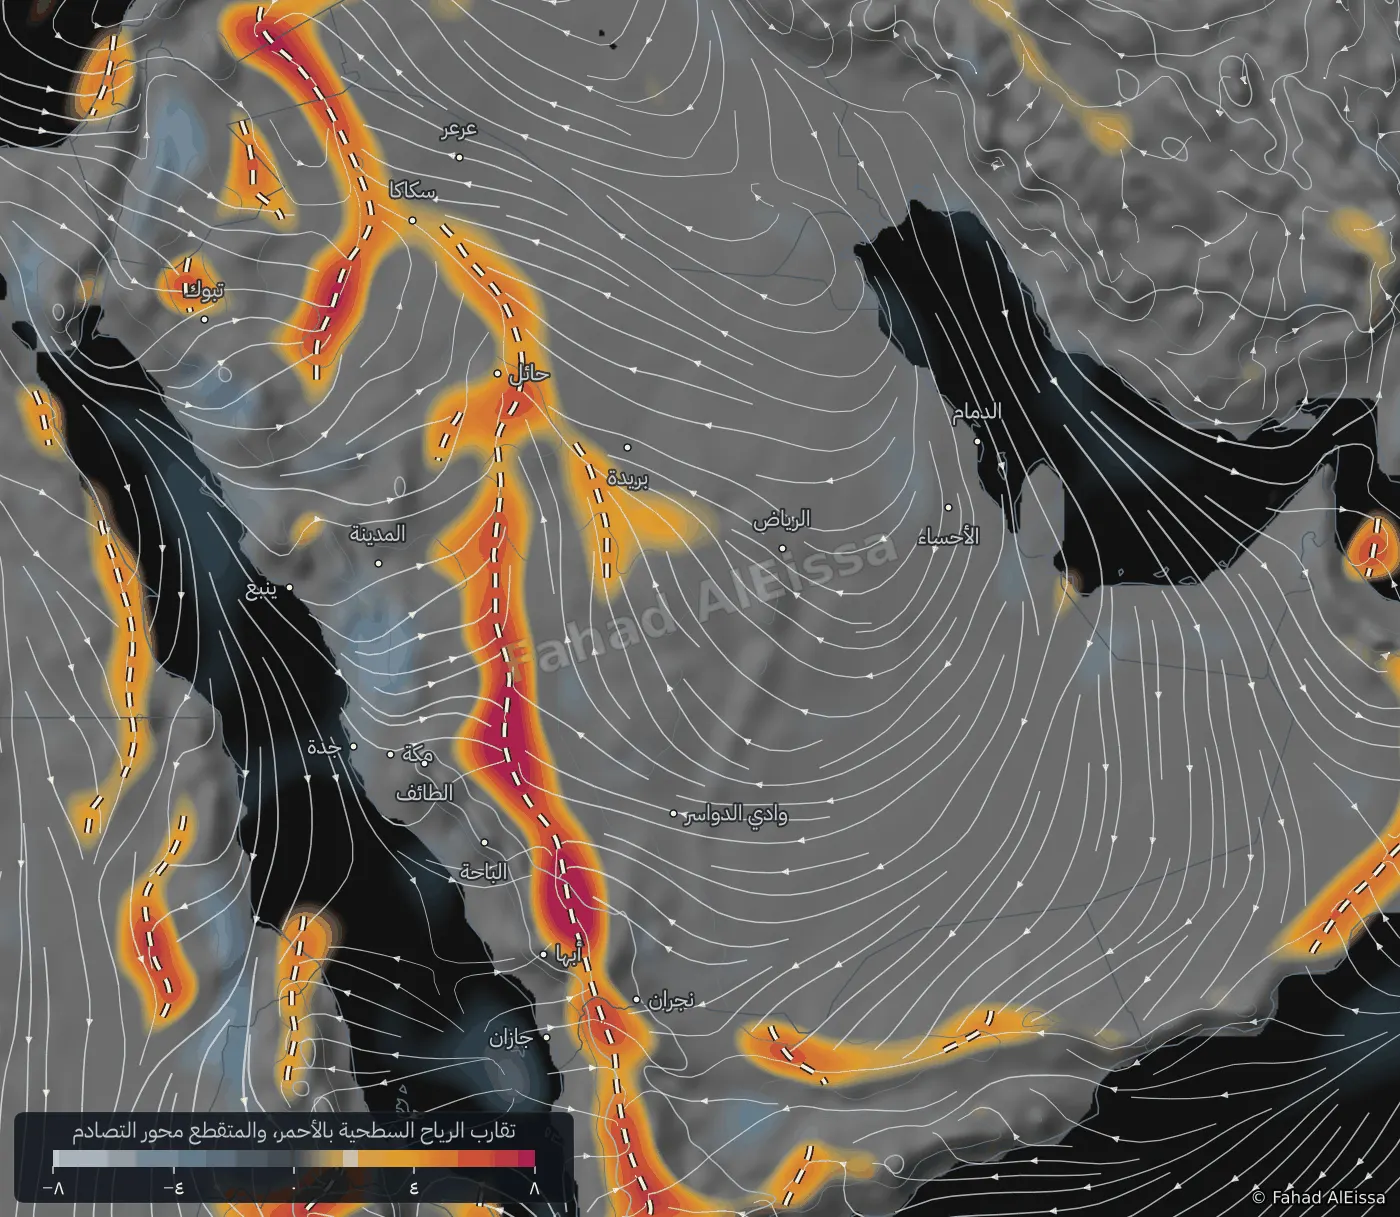 عرعر
سكاكا
تبوك
حائل
الدمام
بريدة
الرياض
الأحساء
المدينة
ينبع
Fahad AlEissa
جدة
مكة
الطائف
وادي الدواسر
الباحة
أبها
نجران
جازان
تقارب الرياح السطحية بالأحمر، والمتقطع محور التصادم
−٨ −٤ ٠ ٤ ٨
© Fahad AlEissa